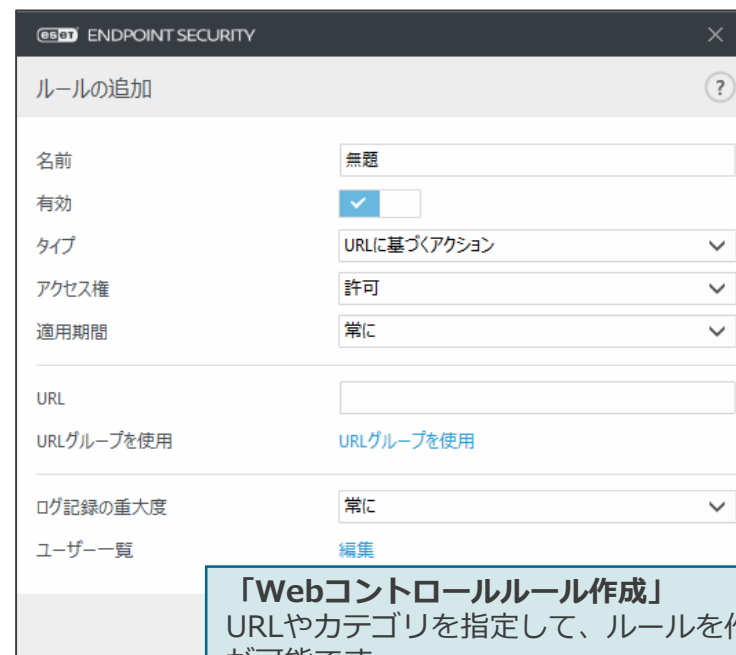 eset ENDPOINT SECURITY
ルールの追加
?
名前 無題
有効
タイプ URLに基づくアクション
アクセス権 許可
適用期間 常に
URL
URLグループを使用 URLグループを使用
ログ記録の重大度 常に
ユーザー一覧 編集
「Webコントロールルール作成」
URLやカテゴリを指定して、ルールを